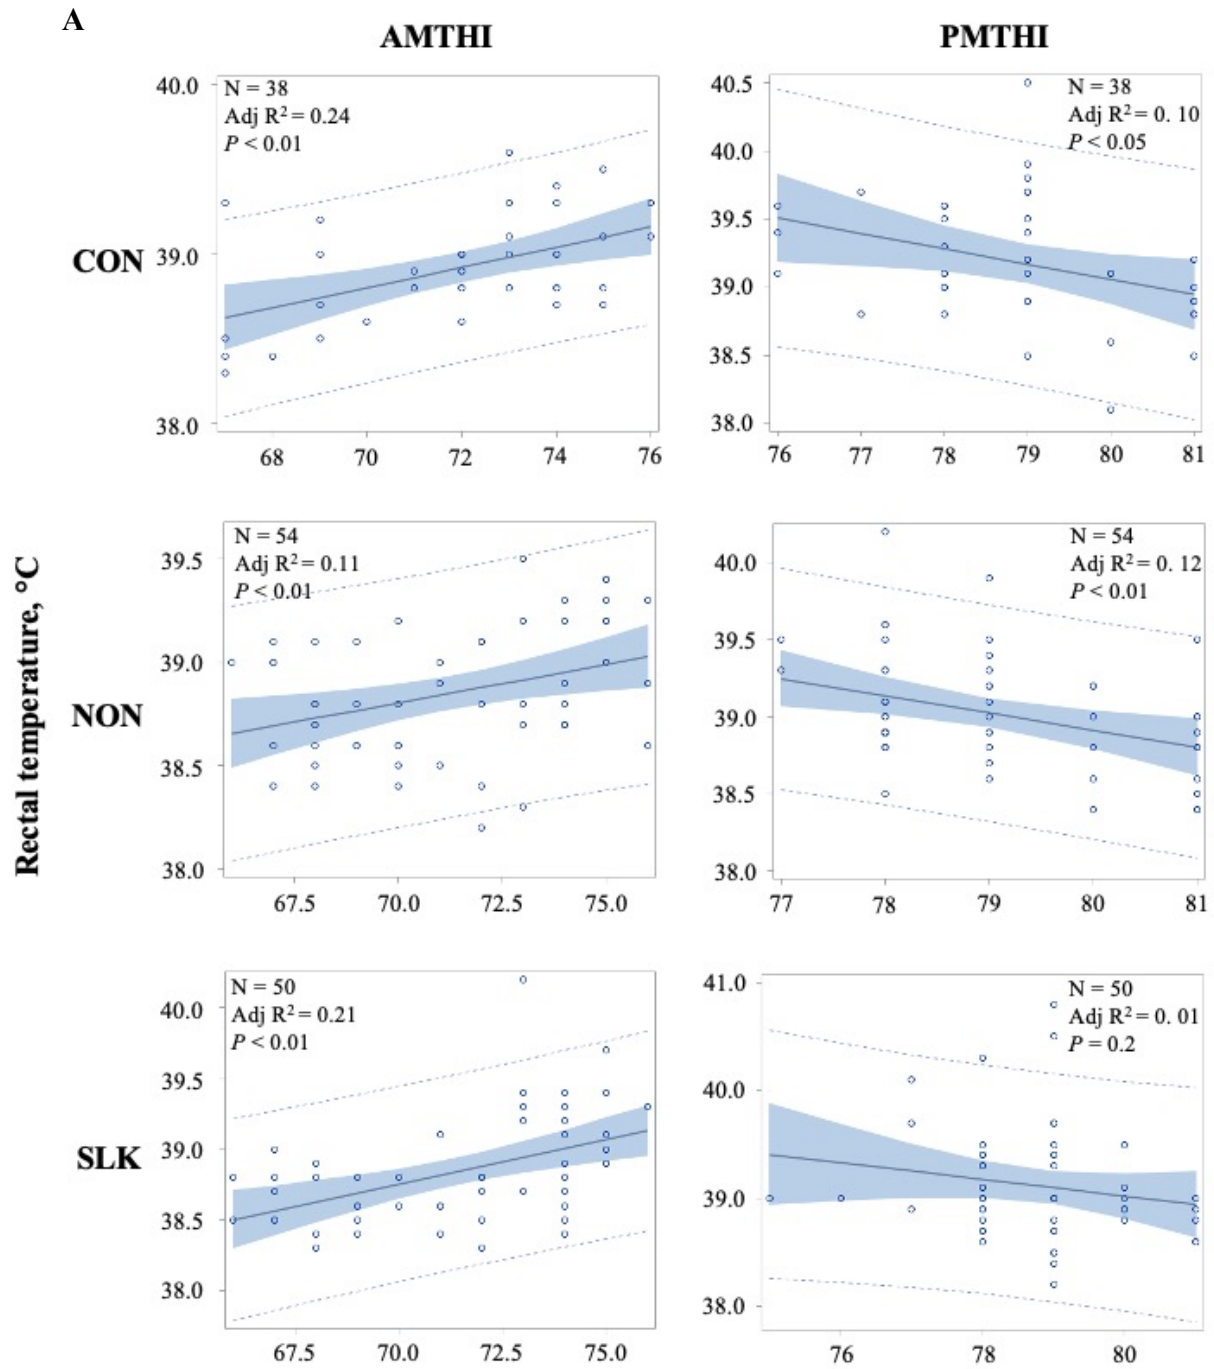 A
AMTHI
PMTHI
CON
40.0
39.0
38.0
N = 38
Adj R² = 0.24
P < 0.01
68 70 72 74 76
40.5
40.0
39.5
39.0
38.5
38.0
N = 38
Adj R² = 0. 10
P < 0.05
76 77 78 79 80 81
Rectal temperature, °C
NON
39.5
39.0
38.5
38.0
N = 54
Adj R² = 0.11
P < 0.01
67.5 70.0 72.5 75.0
40.0
39.5
39.0
38.5
38.0
N = 54
Adj R² = 0. 12
P < 0.01
77 78 79 80 81
SLK
40.0
39.5
39.0
38.5
38.0
N = 50
Adj R² = 0.21
P < 0.01
67.5 70.0 72.5 75.0
41.0
40.0
39.0
38.0
N = 50
Adj R² = 0. 01
P = 0.2
76 78 80